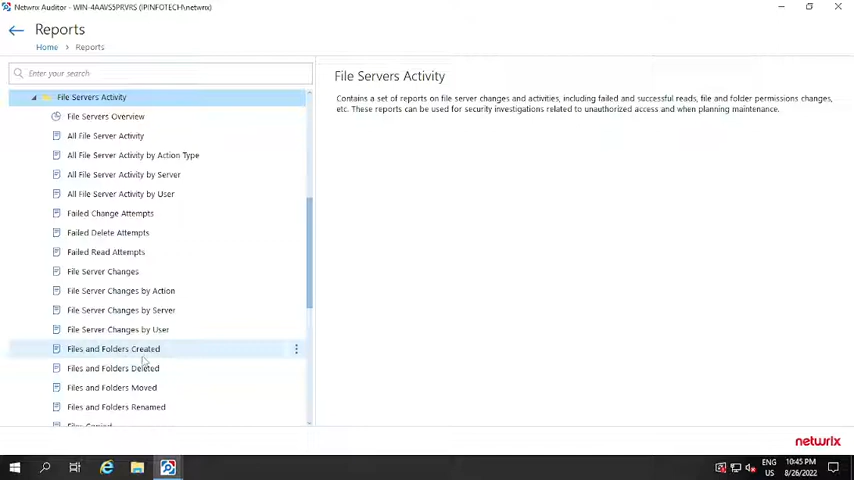 Netwrix Auditor - WIN-4AAVS5PRVRS (IPINFOTECH\netwrix)
Reports
Home > Reports
Enter your search
File Servers Activity
File Servers Overview
All File Server Activity
All File Server Activity by Action Type
All File Server Activity by Server
All File Server Activity by User
Failed Change Attempts
Failed Delete Attempts
Failed Read Attempts
File Server Changes
File Server Changes by Action
File Server Changes by Server
File Server Changes by User
Files and Folders Created
Files and Folders Deleted
Files and Folders Moved
Files and Folders Renamed
Files Copied
File Servers Activity
Contains a set of reports on file server changes and activities, including failed and successful reads, file and folder permissions changes,
etc. These reports can be used for security investigations related to unauthorized access and when planning maintenance.
netwrix
ENG
US
10:45 PM
8/26/2022